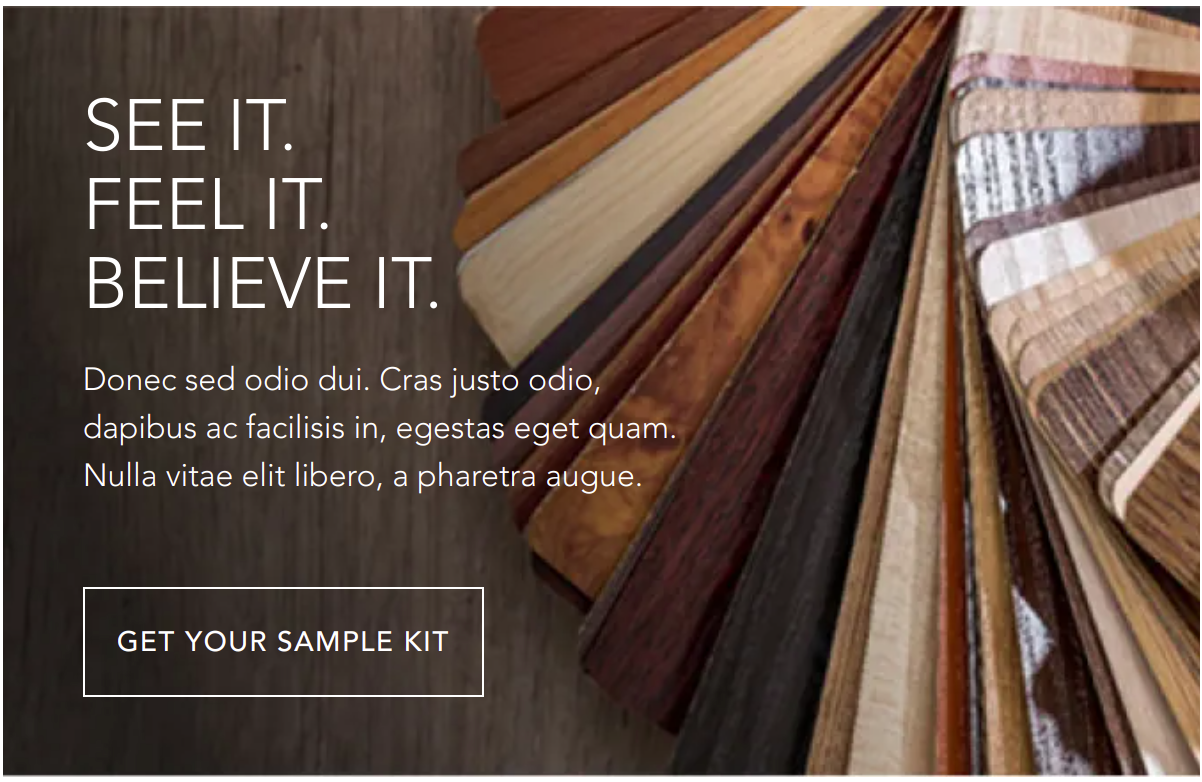 SEE IT.
FEEL IT.
BELIEVE IT.
Donec sed odio dui. Cras justo odio,
dapibus ac facilisis in, egestas eget quam.
Nulla vitae elit libero, a pharetra augue.
GET YOUR SAMPLE KIT